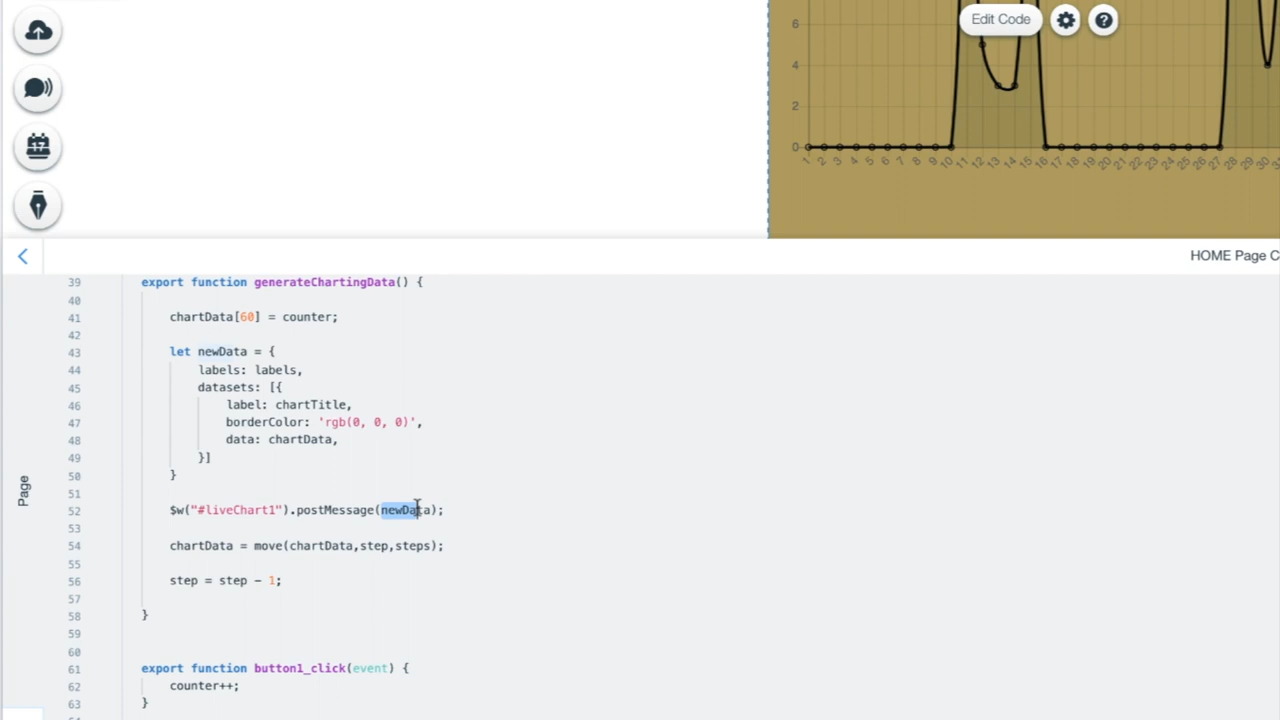 Edit Code
?
6
4
2
0
1 2 3 4 5 6 7 8 9 10 11 12 13 14 15 16 17 18 19 20 21 22 23 24 25 26 27 28 29 30
17
HOME Page C
Page
39 export function generateChartingData() {
40
41 chartData[60] = counter;
42
43 let newData = {
44 labels: labels,
45 datasets: [{
46 label: chartTitle,
47 borderColor: 'rgb(0, 0, 0)',
48 data: chartData,
49 }]
50 }
51
52 $w("#liveChart1").postMessage(newData);
53
54 chartData = move(chartData,step,steps);
55
56 step = step - 1;
57
58 }
59
60
61 export function button1_click(event) {
62 counter++;
63 }